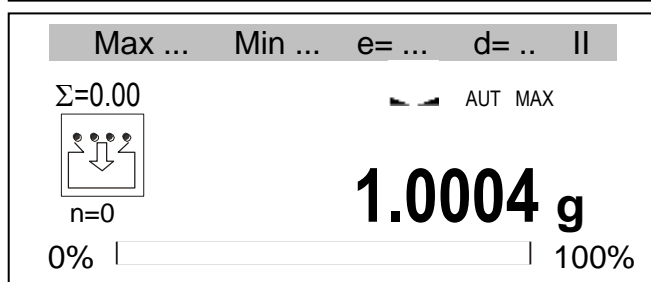 Max ... Min ... e= ... d= .. II
Σ=0.00
AUT MAX
1.0004 g
n=0
0% 100%